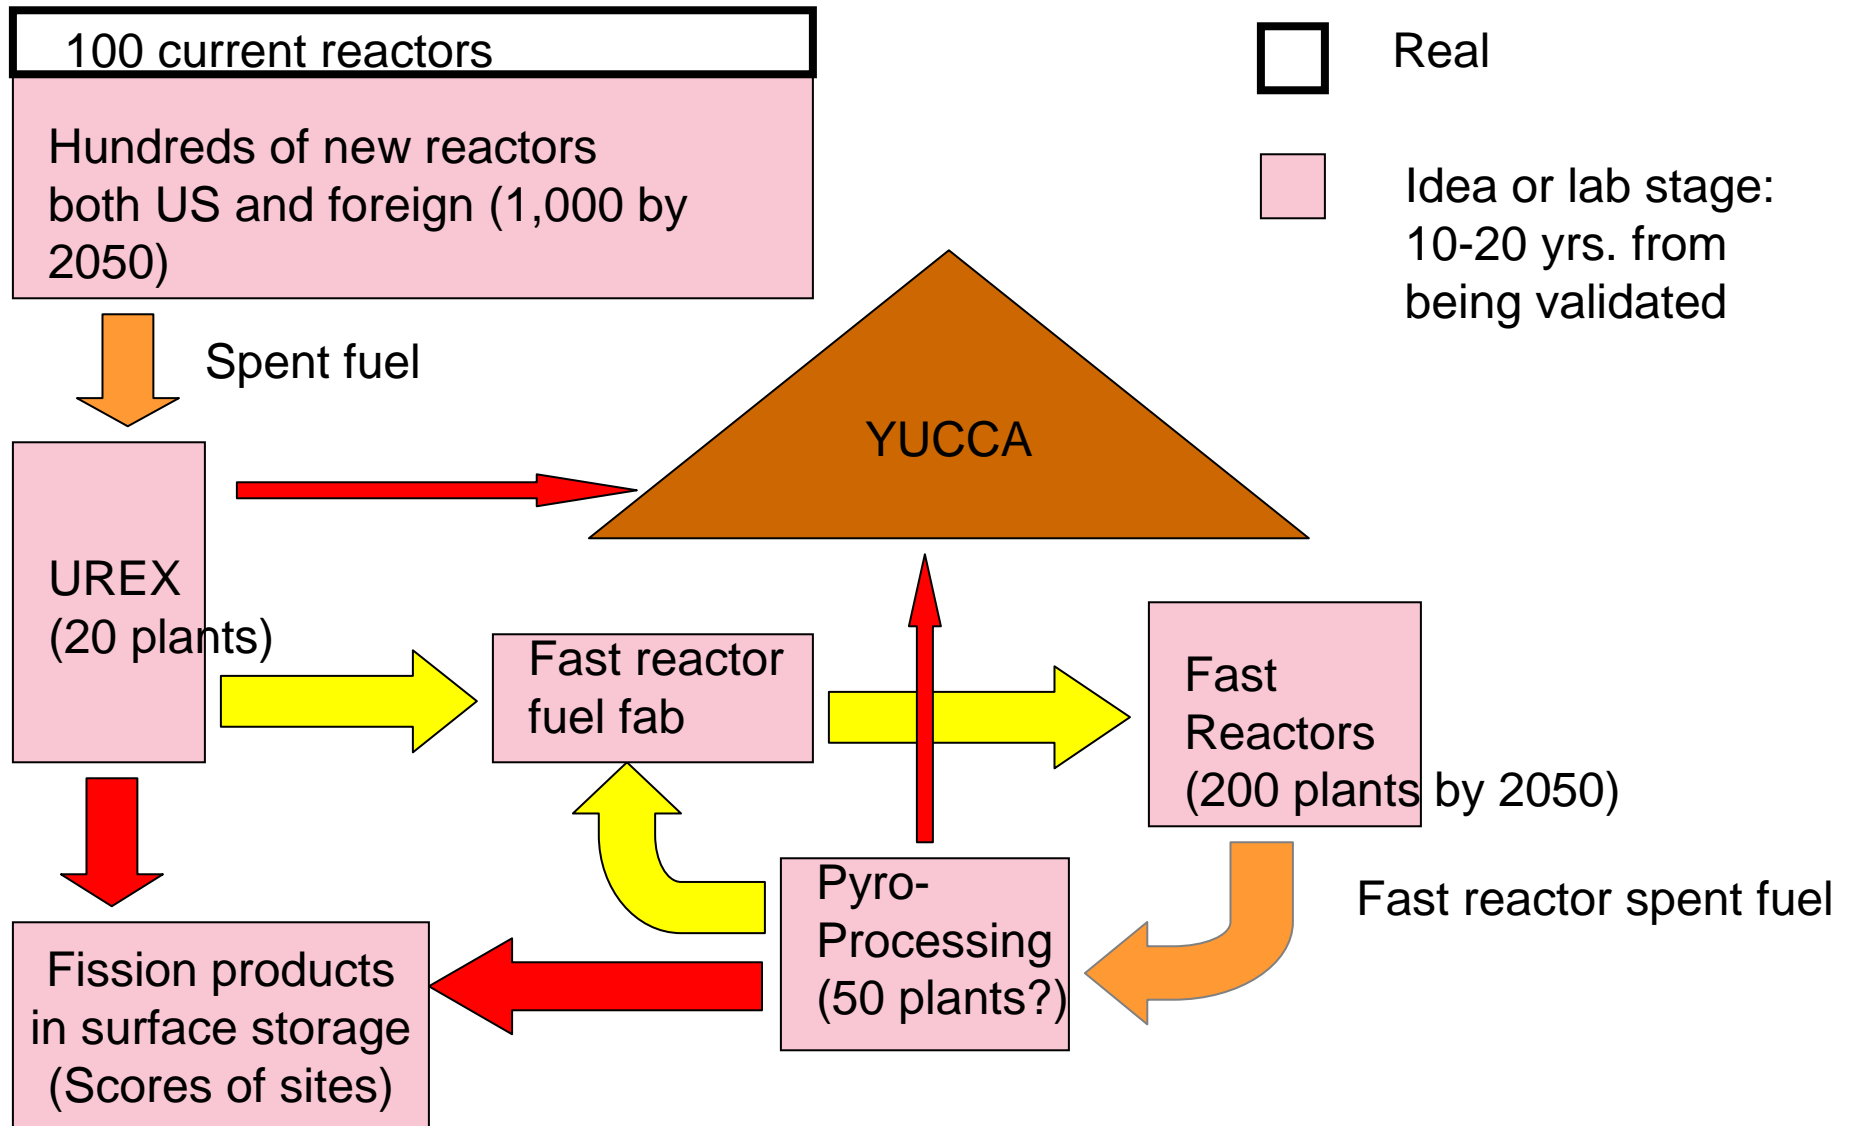 100 current reactors
Real
Hundreds of new reactors
both US and foreign (1,000 by
2050)
Idea or lab stage:
10-20 yrs. from
being validated
Spent fuel
YUCCA
UREX
(20 plants)
Fast reactor
fuel fab
Fast
Reactors
(200 plants by 2050)
Pyro-
Processing
(50 plants?)
Fast reactor spent fuel
Fission products
in surface storage
(Scores of sites)